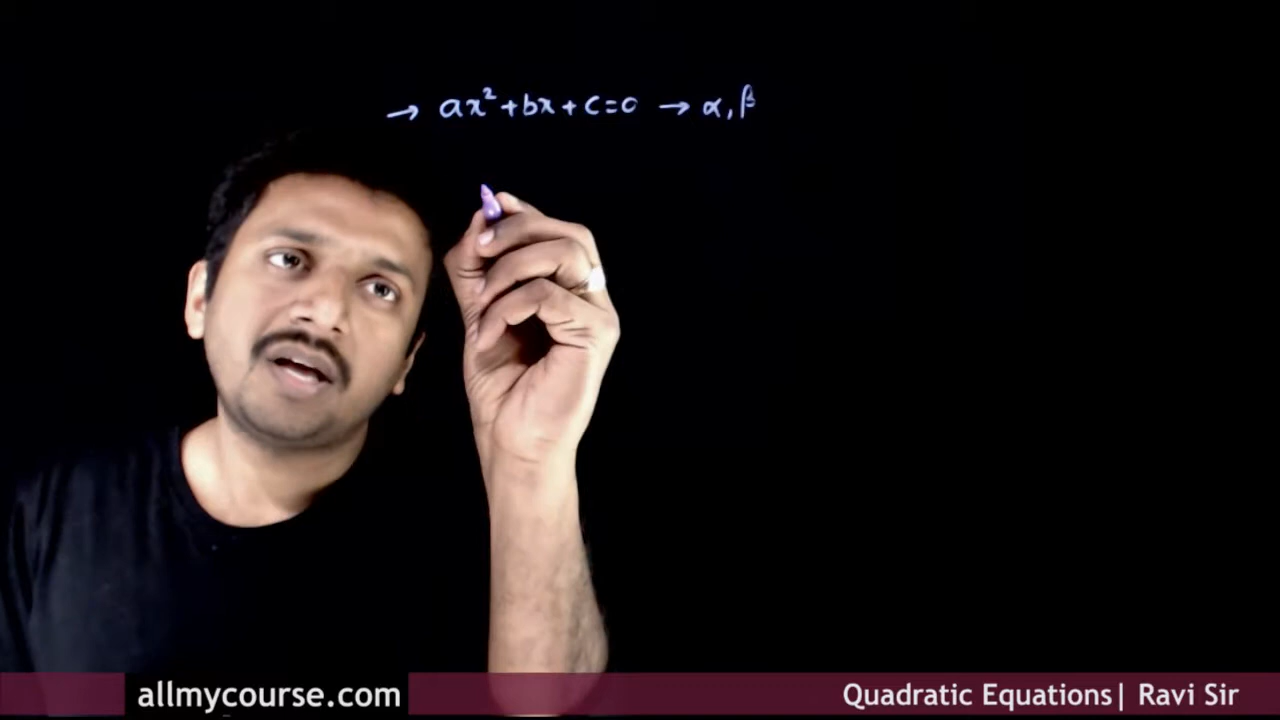 → ax²+bx+c=0 → α, β
allmycourse.com
Quadratic Equations| Ravi Sir